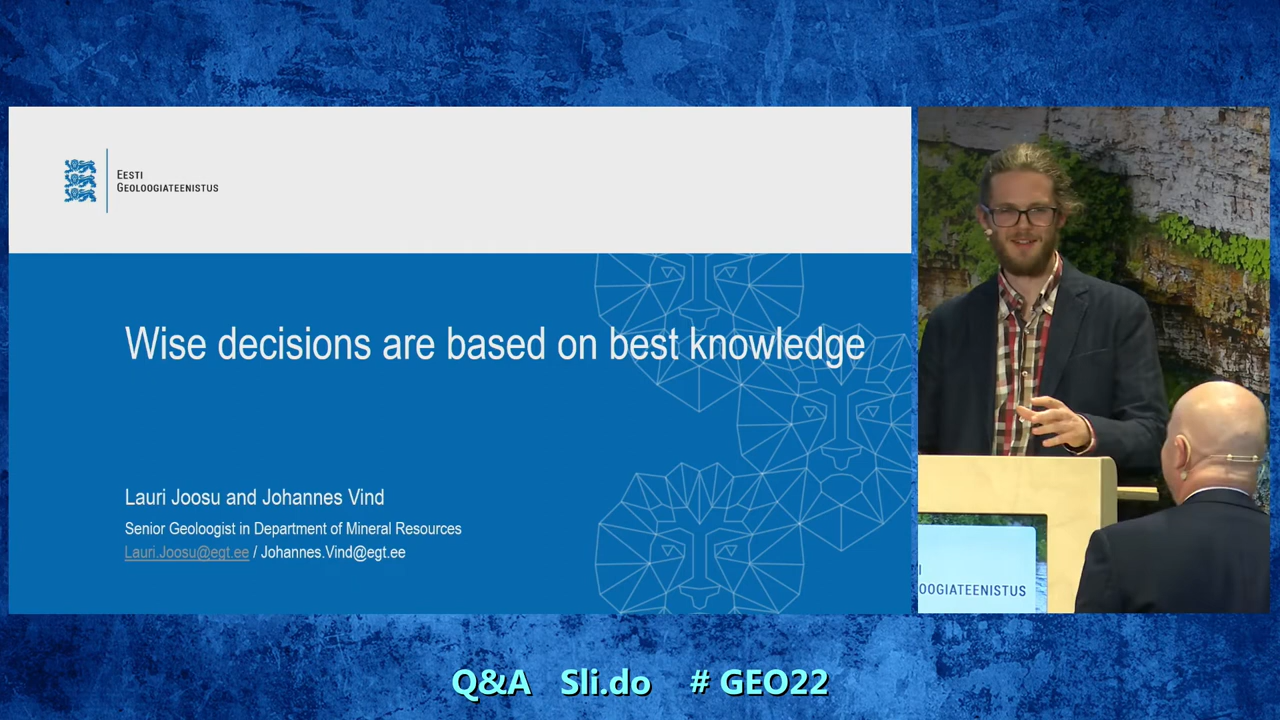 EESTI
GEOLOOGIATEENISTUS
Wise decisions are based on best knowledge
Lauri Joosu and Johannes Vind
Senior Geoloogist in Department of Mineral Resources
Lauri.Joosu@egt.ee / Johannes.Vind@egt.ee
OOGIATEENISTUS
Q&A Sli.do # GEO22